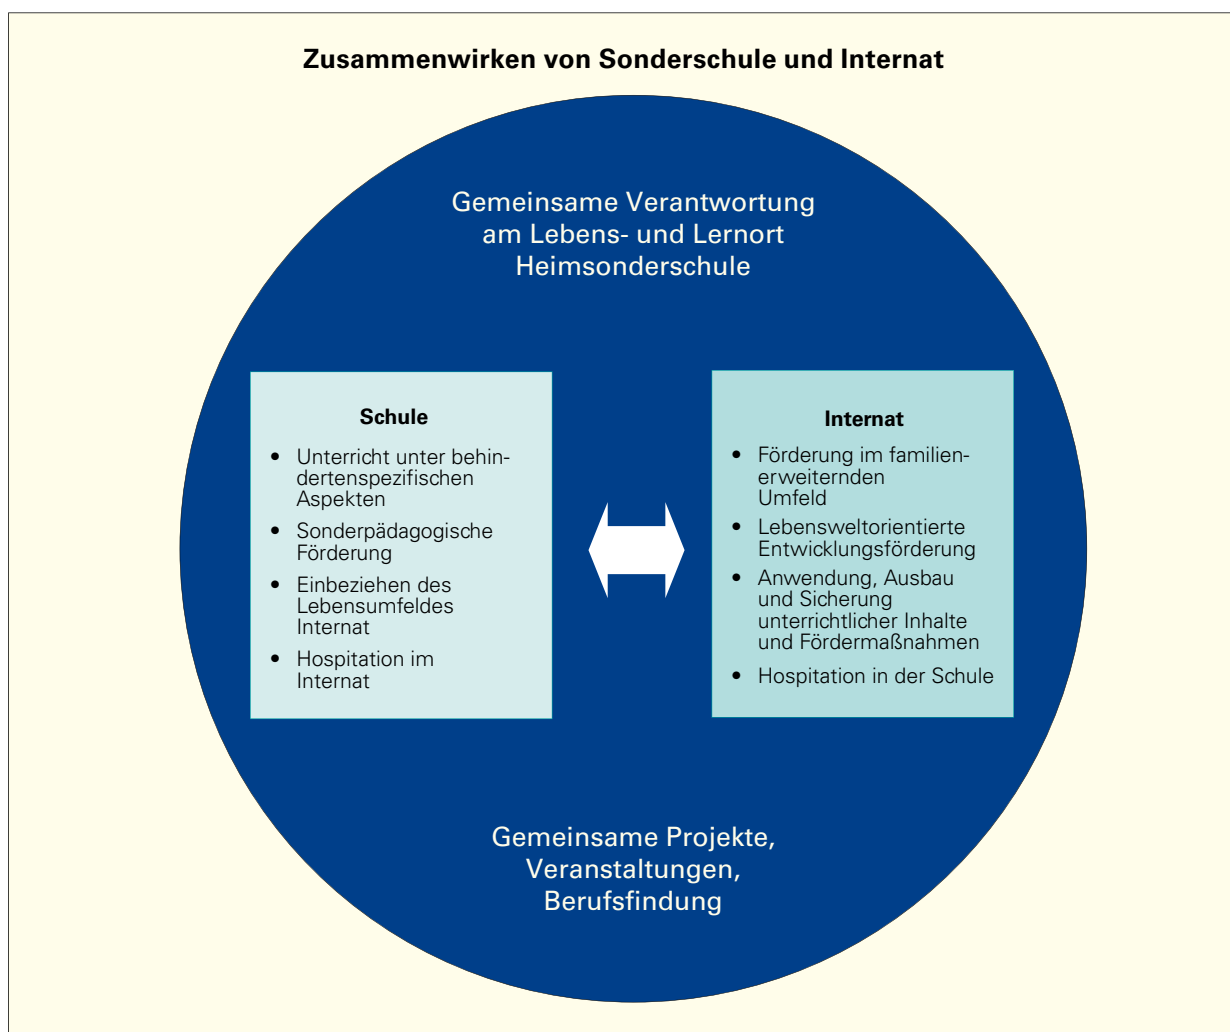 Zusammenwirken von Sonderschule und Internat
Gemeinsame Verantwortung
am Lebens- und Lernort
Heimsonderschule
Schule
• Unterricht unter behin-
dertenspezifischen
Aspekten
• Sonderpädagogische
Förderung
• Einbeziehen des
Lebensumfeldes
Internat
• Hospitation im
Internat
Internat
• Förderung im familien-
erweiternden
Umfeld
• Lebensweltorientierte
Entwicklungsförderung
• Anwendung, Ausbau
und Sicherung
unterrichtlicher Inhalte
und Fördermaßnahmen
• Hospitation in der Schule
Gemeinsame Projekte,
Veranstaltungen,
Berufsfindung